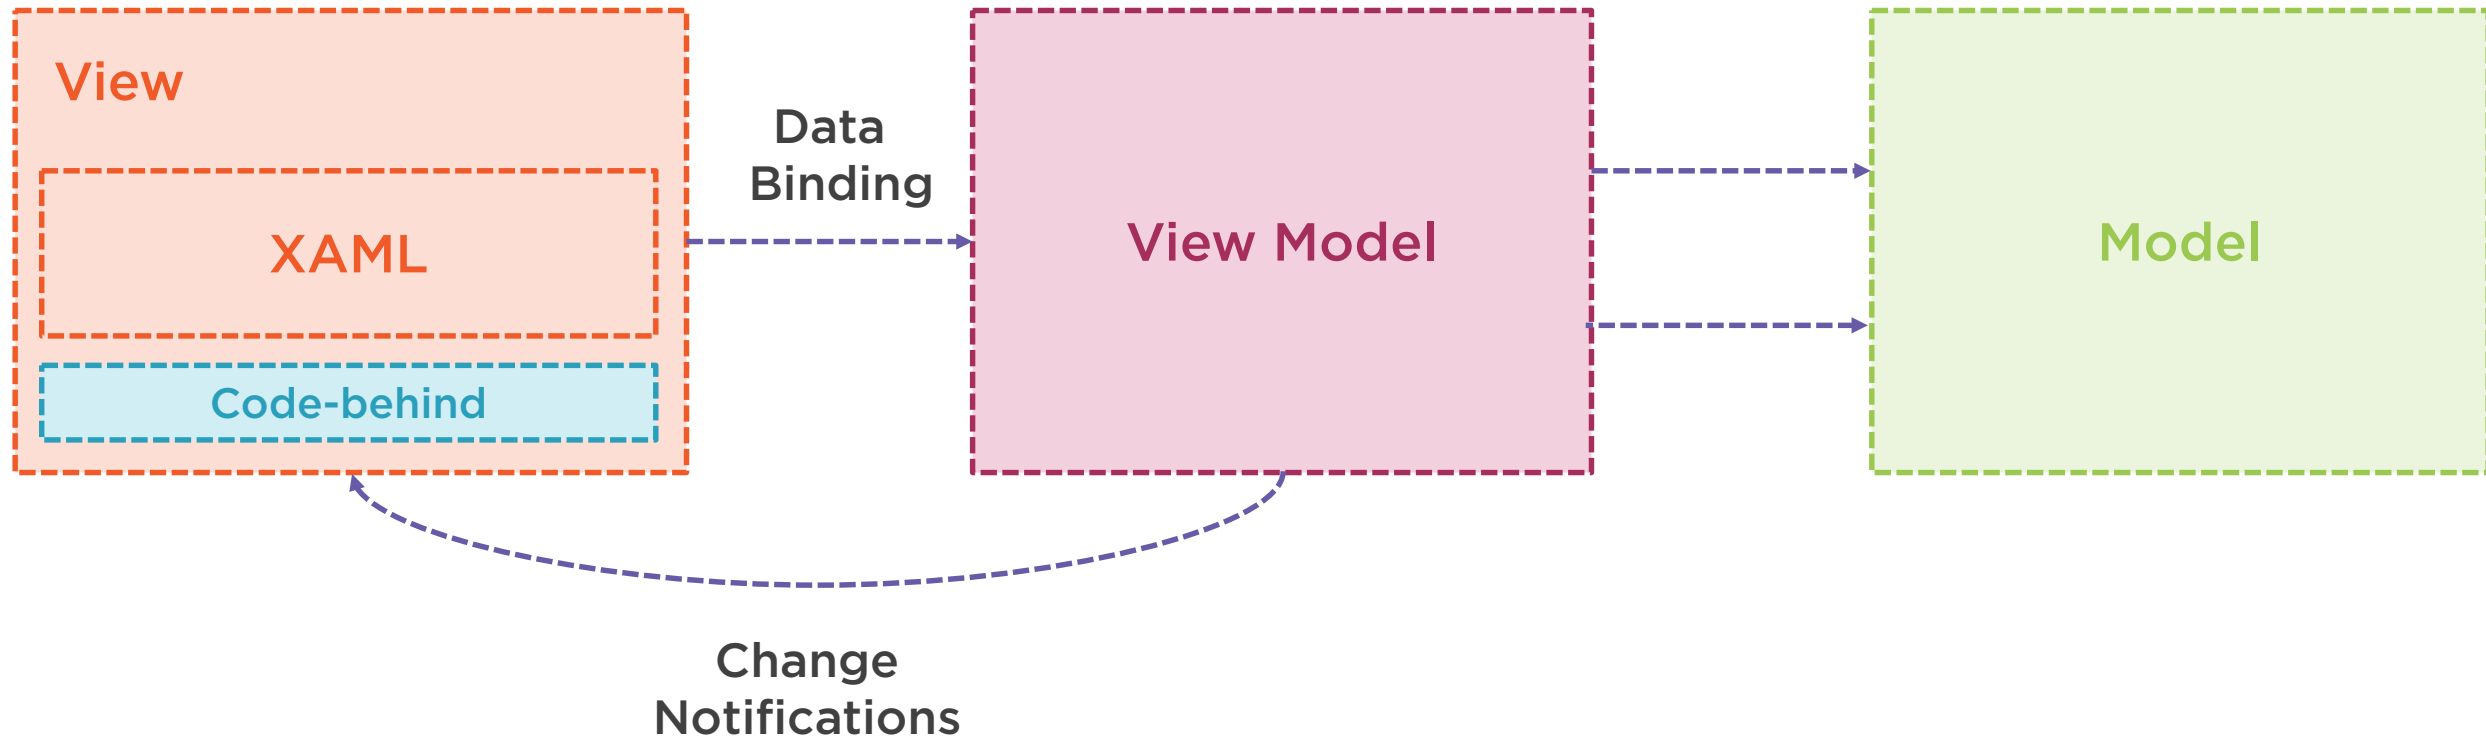 View
XAML
Code-behind
Data
Binding
View Model
Model
Change
Notifications